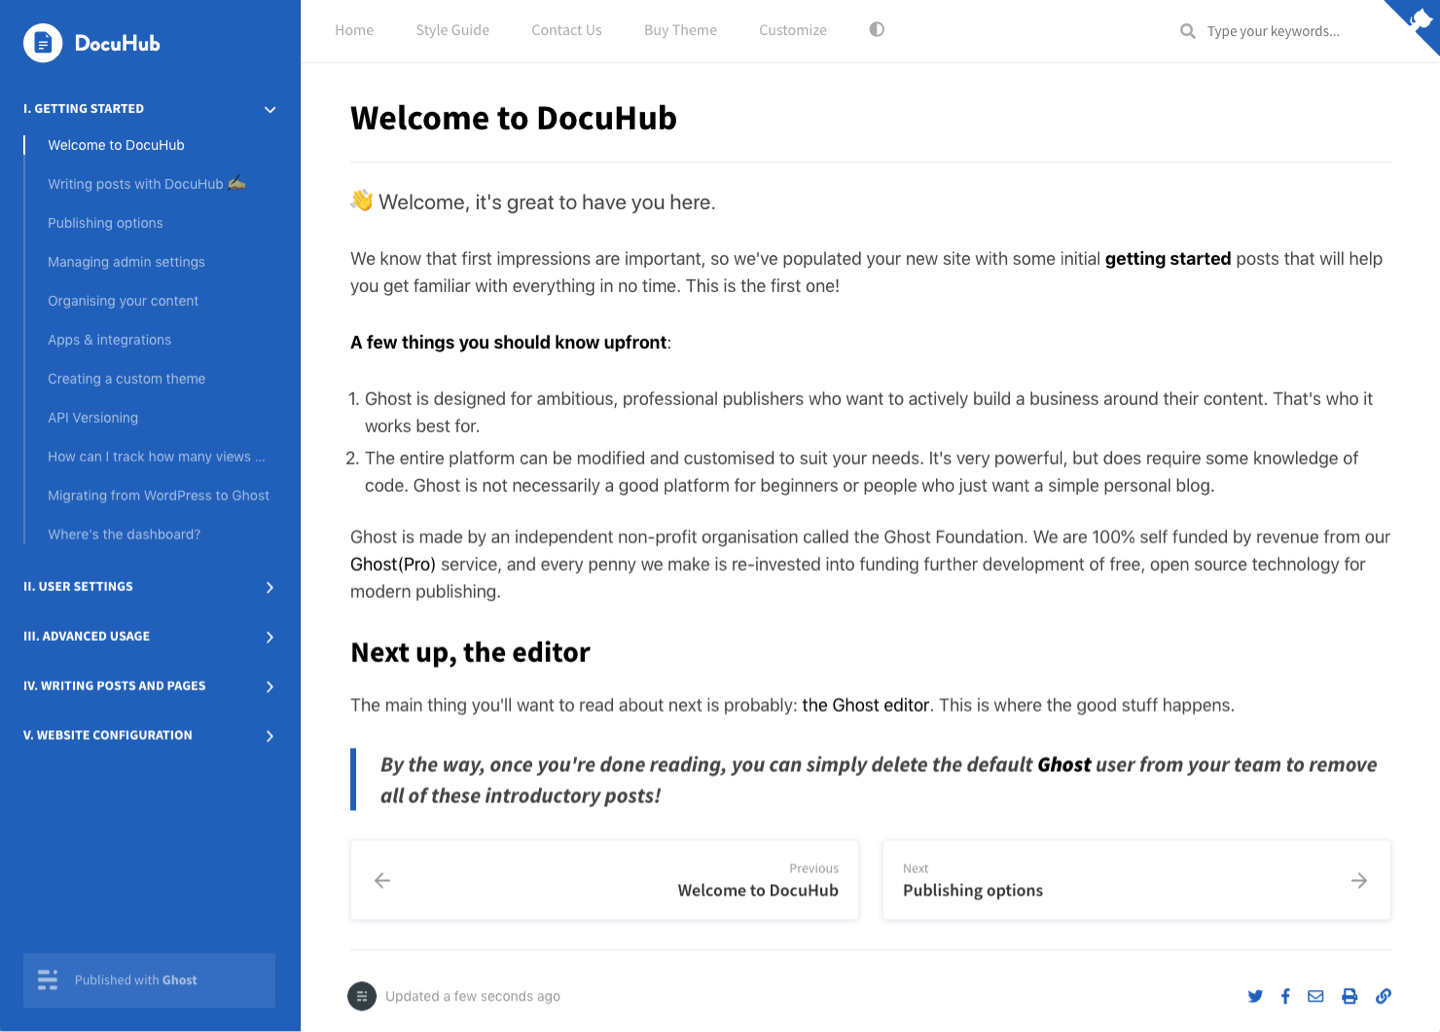 DocuHub
I. GETTING STARTED
Welcome to DocuHub
Writing posts with DocuHub ✍️
Publishing options
Managing admin settings
Organising your content
Apps & integrations
Creating a custom theme
API Versioning
How can I track how many views ...
Migrating from WordPress to Ghost
Where's the dashboard?
II. USER SETTINGS
III. ADVANCED USAGE
IV. WRITING POSTS AND PAGES
V. WEBSITE CONFIGURATION
Published with Ghost
Home Style Guide Contact Us Buy Theme Customize Type your keywords...
Welcome to DocuHub
👋 Welcome, it's great to have you here.
We know that first impressions are important, so we've populated your new site with some initial getting started posts that will help
you get familiar with everything in no time. This is the first one!
A few things you should know upfront:
1. Ghost is designed for ambitious, professional publishers who want to actively build a business around their content. That's who it
works best for.
2. The entire platform can be modified and customised to suit your needs. It's very powerful, but does require some knowledge of
code. Ghost is not necessarily a good platform for beginners or people who just want a simple personal blog.
Ghost is made by an independent non-profit organisation called the Ghost Foundation. We are 100% self funded by revenue from our
Ghost(Pro) service, and every penny we make is re-invested into funding further development of free, open source technology for
modern publishing.
Next up, the editor
The main thing you'll want to read about next is probably: the Ghost editor. This is where the good stuff happens.
By the way, once you're done reading, you can simply delete the default Ghost user from your team to remove
all of these introductory posts!
Previous
Welcome to DocuHub
Next
Publishing options
Updated a few seconds ago